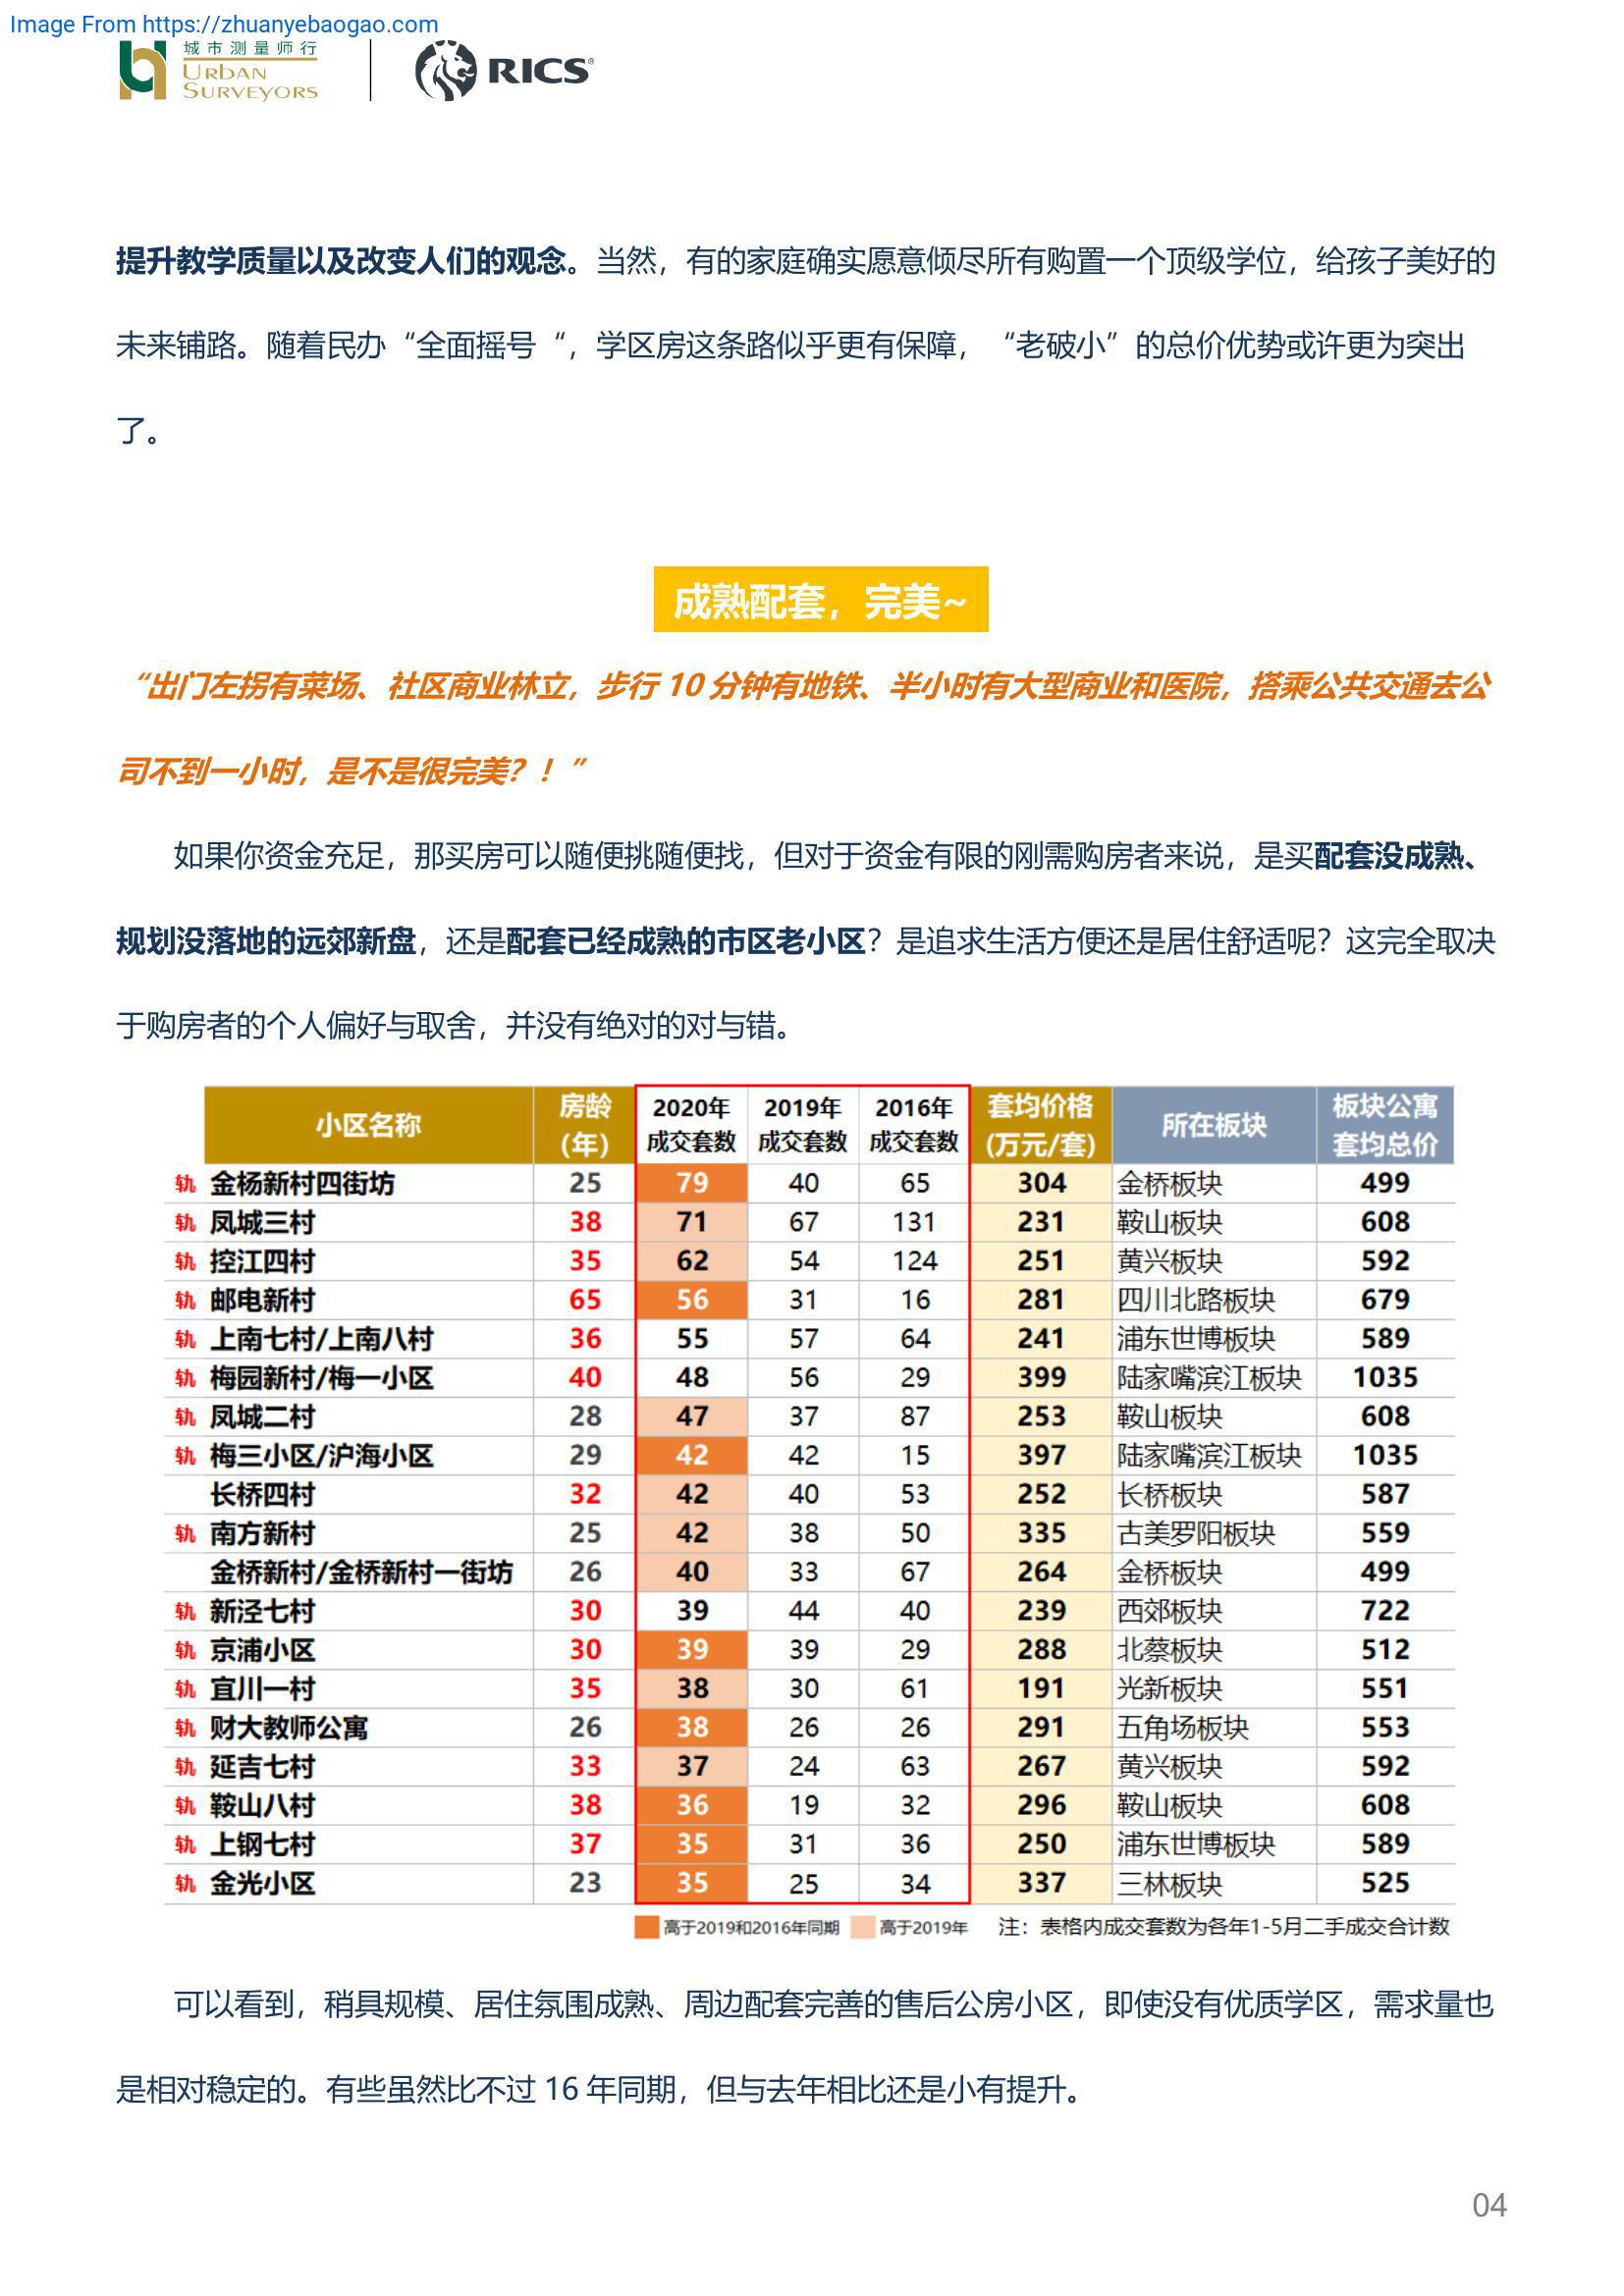 Image From https://zhuanyebaogao.com
城市测量师行
URBAN
SURVEYORS
RICS®
提升教学质量以及改变人们的观念。当然，有的家庭确实愿意倾尽所有购置一个顶级学位，给孩子美好的
未来铺路。随着民办“全面摇号“，学区房这条路似乎更有保障，“老破小”的总价优势或许更为突出
了。
成熟配套，完美~
“出门左拐有菜场、社区商业林立，步行 10 分钟有地铁、半小时有大型商业和医院，搭乘公共交通去公
司不到一小时，是不是很完美？！”
如果你资金充足，那买房可以随便挑随便找，但对于资金有限的刚需购房者来说，是买配套没成熟、
规划没落地的远郊新盘，还是配套已经成熟的市区老小区？是追求生活方便还是居住舒适呢？这完全取决
于购房者的个人偏好与取舍，并没有绝对的对与错。
小区名称 房龄（年） 2020年成交套数 2019年成交套数 2016年成交套数 套均价格(万元/套) 所在板块 板块公寓套均总价
轨 金杨新村四街坊 25 79 40 65 304 金桥板块 499
轨 凤城三村 38 71 67 131 231 鞍山板块 608
轨 控江四村 35 62 54 124 251 黄兴板块 592
轨 邮电新村 65 56 31 16 281 四川北路板块 679
轨 上南七村/上南八村 36 55 57 64 241 浦东世博板块 589
轨 梅园新村/梅一小区 40 48 56 29 399 陆家嘴滨江板块 1035
轨 凤城二村 28 47 37 87 253 鞍山板块 608
轨 梅三小区/沪海小区 29 42 42 15 397 陆家嘴滨江板块 1035
长桥四村 32 42 40 53 252 长桥板块 587
轨 南方新村 25 42 38 50 335 古美罗阳板块 559
金桥新村/金桥新村一街坊 26 40 33 67 264 金桥板块 499
轨 新泾七村 30 39 44 40 239 西郊板块 722
轨 京浦小区 30 39 39 29 288 北蔡板块 512
轨 宜川一村 35 38 30 61 191 光新板块 551
轨 财大教师公寓 26 38 26 26 291 五角场板块 553
轨 延吉七村 33 37 24 63 267 黄兴板块 592
轨 鞍山八村 38 36 19 32 296 鞍山板块 608
轨 上钢七村 37 35 31 36 250 浦东世博板块 589
轨 金光小区 23 35 25 34 337 三林板块 525
高于2019和2016年同期 高于2019年 注：表格内成交套数为各年1-5月二手成交合计数
可以看到，稍具规模、居住氛围成熟、周边配套完善的售后公房小区，即使没有优质学区，需求量也
是相对稳定的。有些虽然比不过 16 年同期，但与去年相比还是小有提升。
04